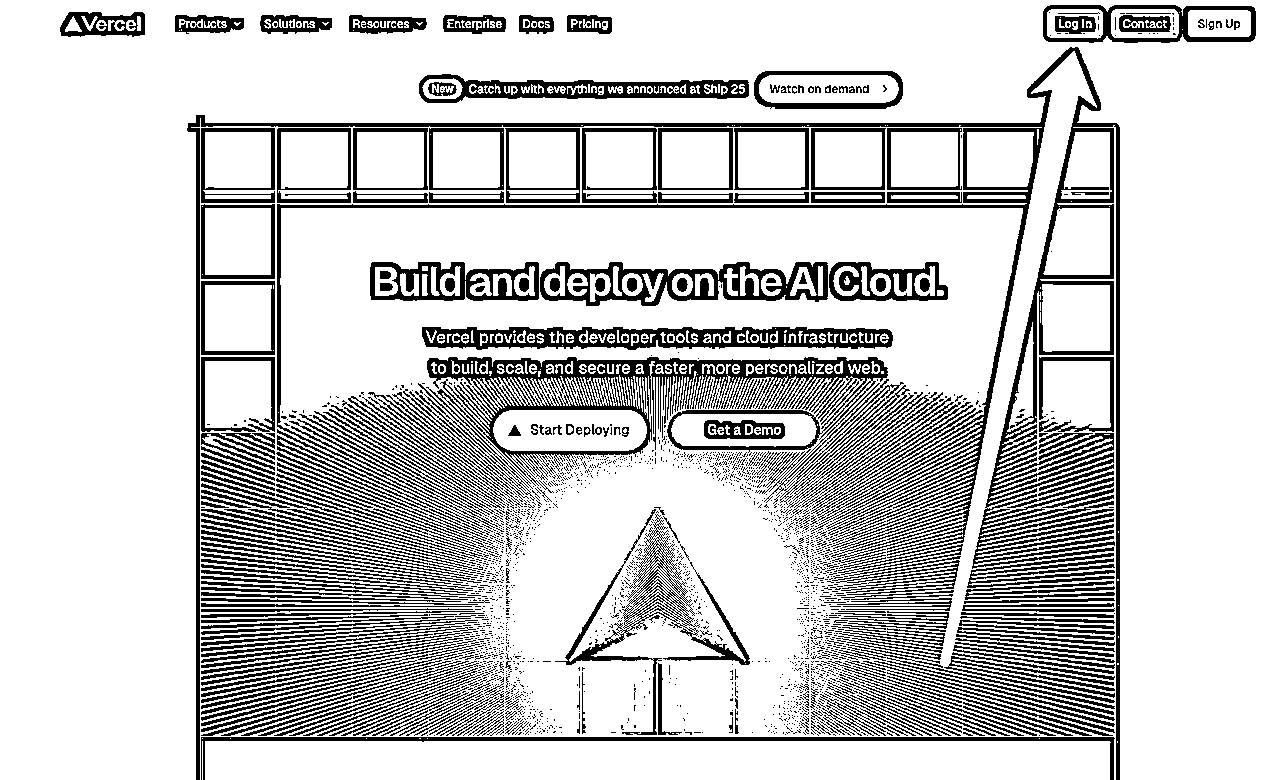 Vercel Products Solutions Resources Enterprise Docs Pricing Log In Contact Sign Up
New Catch up with everything we announced at Ship 25 Watch on demand
Build and deploy on the AI Cloud.
Vercel provides the developer tools and cloud infrastructure
to build, scale, and secure a faster, more personalized web.
Start Deploying Get a Demo